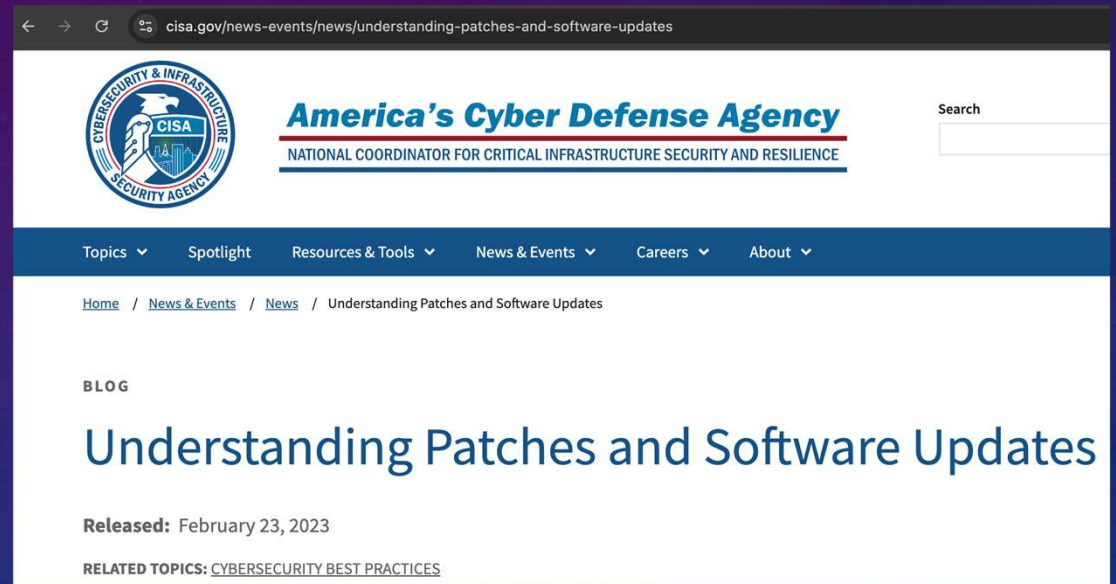 cisa.gov/news-events/news/understanding-patches-and-software-updates
CYBERSECURITY & INFRASTRUCTURE
SECURITY AGENCY
CISA
America's Cyber Defense Agency
NATIONAL COORDINATOR FOR CRITICAL INFRASTRUCTURE SECURITY AND RESILIENCE
Search
Topics Spotlight Resources & Tools News & Events Careers About
Home / News & Events / News / Understanding Patches and Software Updates
BLOG
Understanding Patches and Software Updates
Released: February 23, 2023
RELATED TOPICS: CYBERSECURITY BEST PRACTICES